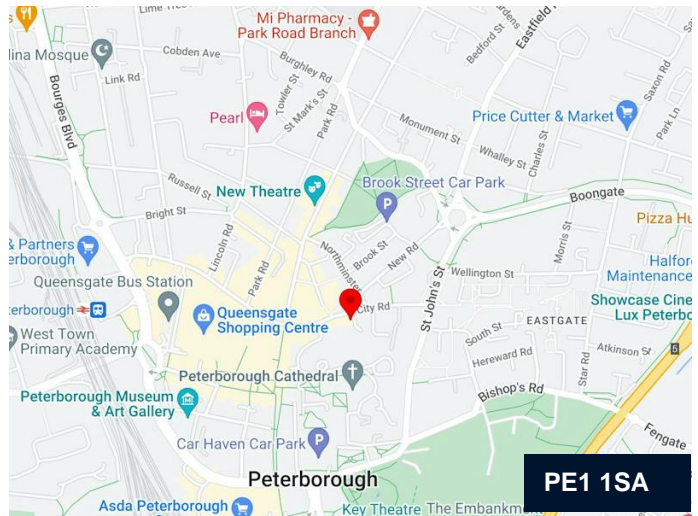 Lime Tree
Mi Pharmacy -
Park Road Branch
Cobden Ave
lina Mosque
Link Rd
Bourges Blvd
Burghley Rd
Towler St
St Mark's St
Park Rd
Pearl
Bedford St
Eastfield
Saxon Rd
Park Ln
Price Cutter & Market
Monument St
Whalley St
Charles St
Russell St
New Theatre
Brook Street Car Park
Boongate
Bright St
Lincoln Rd
Park Rd
Northminster
Brook St
New Rd
Morris St
Pizza Hu
& Partners
erborough
Queensgate Bus Station
Wellington St
Halfor
Maintenance
terborough
Queensgate
Shopping Centre
City Rd
St John's St
Showcase Cine
Lux Peterbo
West Town
Primary Academy
South St
EASTGATE
Atkinson St
5
Hereward Rd
Star Rd
Peterborough Cathedral
Peterborough Museum
& Art Gallery
Bishop's Rd
Fengate
Car Haven Car Park
Peterborough
PE1 1SA
Asda Peterborough
Key Theatre
The Embankm